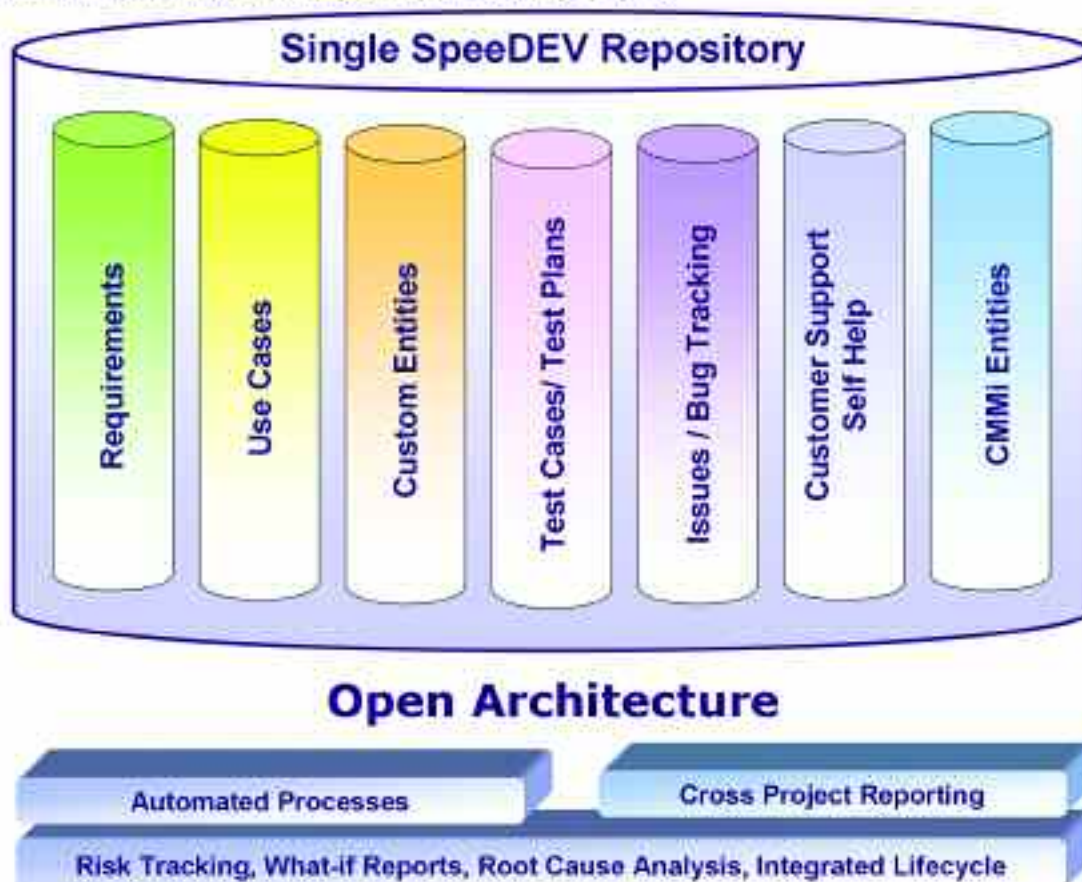 Single SpeeDEV Repository
Requirements
Use Cases
Custom Entities
Test Cases/ Test Plans
Issues / Bug Tracking
Customer Support
Self Help
CMMi Entities
Open Architecture
Automated Processes
Cross Project Reporting
Risk Tracking, What-if Reports, Root Cause Analysis, Integrated Lifecycle